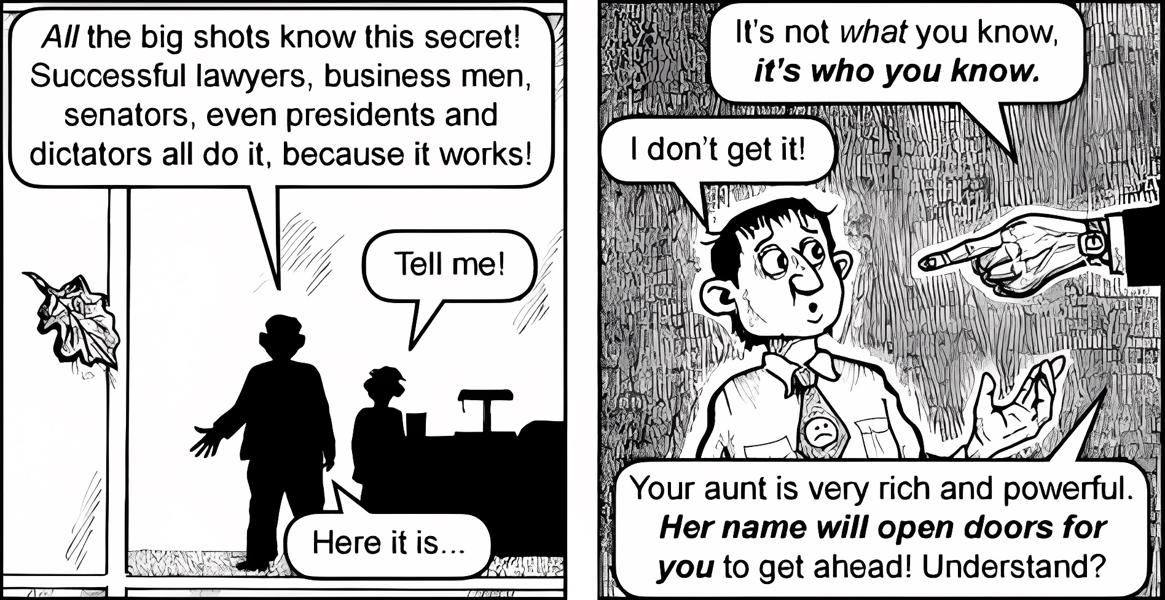 All the big shots know this secret!
Successful lawyers, business men,
senators, even presidents and
dictators all do it, because it works!
Tell me!
Here it is...
It's not what you know,
it's who you know.
I don't get it!
Your aunt is very rich and powerful.
Her name will open doors for
you to get ahead! Understand?